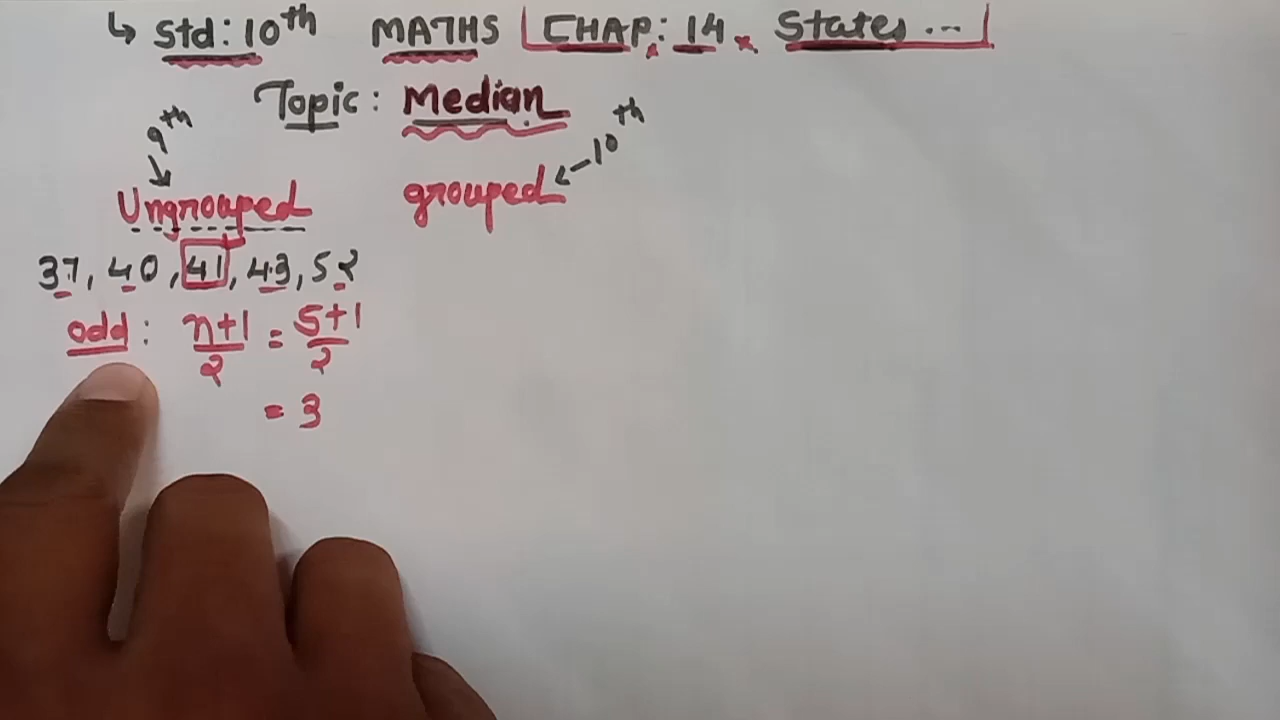 ↳ Std: 10th MATHS CHAP: 14 States...
Topic: Median
9th
10th
Ungrouped grouped
37, 40, 41, 43, 52
odd: n+1/2 = 5+1/2
= 3